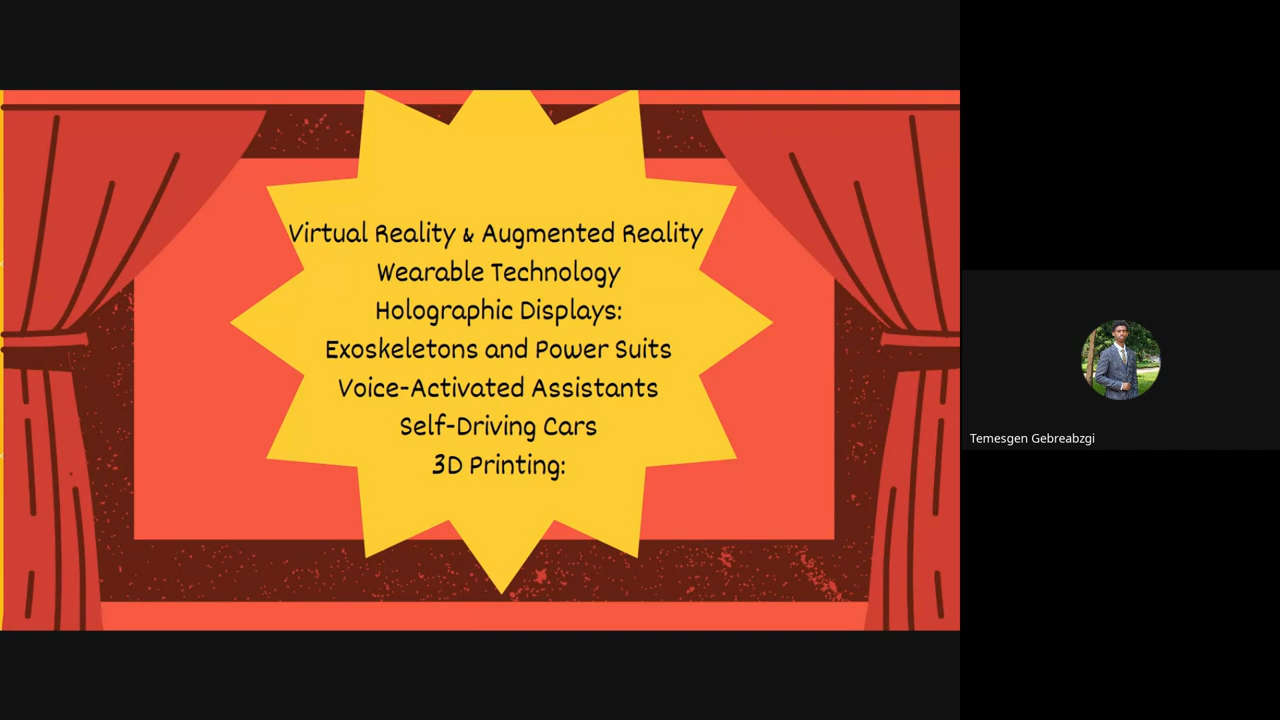 Virtual Reality & Augmented Reality
Wearable Technology
Holographic Displays:
Exoskeletons and Power Suits
Voice-Activated Assistants
Self-Driving Cars
3D Printing:
Temesgen Gebreabzgi